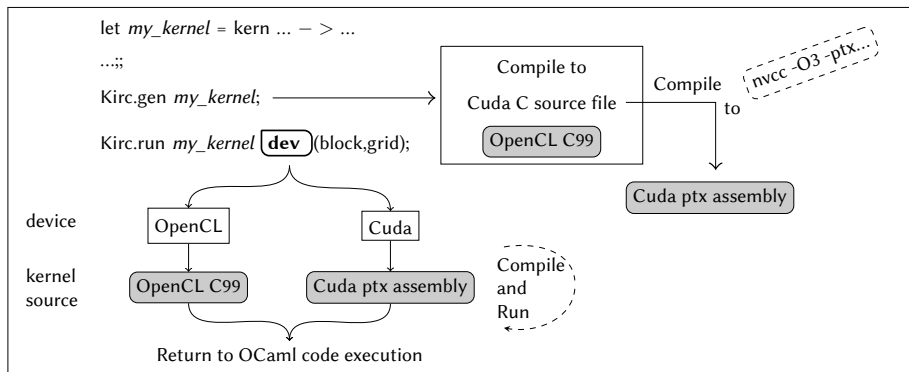 let my_kernel = kern ... − > ...
...;;
Kirc.gen my_kernel;
Compile to
Cuda C source file
OpenCL C99
Compile
to
nvcc -O3 -ptx...
Cuda ptx assembly
Kirc.run my_kernel dev (block,grid);
device
OpenCL
Cuda
kernel
source
OpenCL C99
Cuda ptx assembly
Compile
and
Run
Return to OCaml code execution